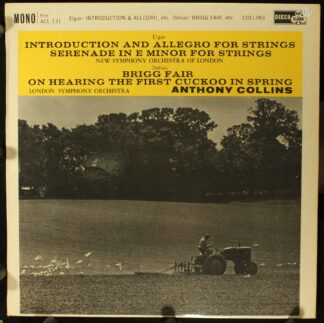 MONO
ACL 131
Elgar: INTRODUCTION & ALLEGRO, etc Delius: BRIGG FAIR, etc. COLLINS
DECCA
Elgar
INTRODUCTION AND ALLEGRO FOR STRINGS
SERENADE IN E MINOR FOR STRINGS
NEW SYMPHONY ORCHESTRA OF LONDON
Delius
BRIGG FAIR
ON HEARING THE FIRST CUCKOO IN SPRING
LONDON SYMPHONY ORCHESTRA ANTHONY COLLINS